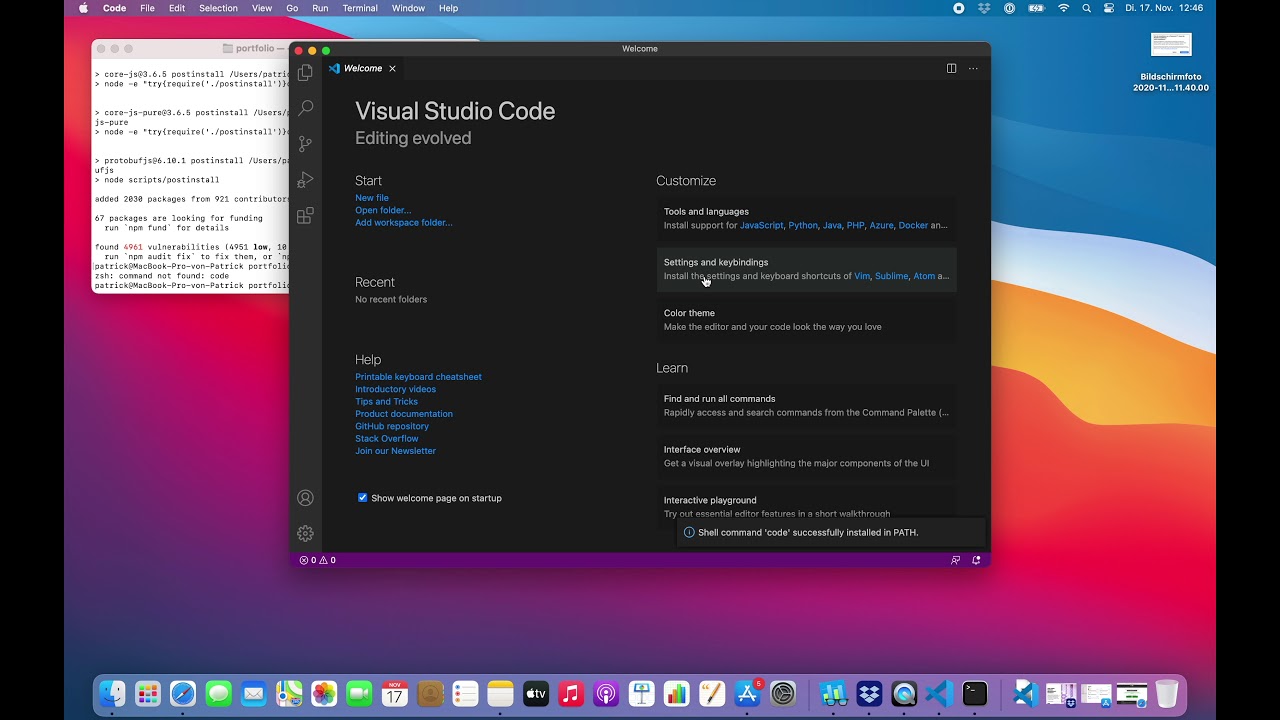 Code File Edit Selection View Go Run Terminal Window Help
Di. 17. Nov. 12:46
portfolio —
> core-js@3.6.5 postinstall /Users/patric
> node -e "try{require('./postinstall')}c
> core-js-pure@3.6.5 postinstall /Users/p
js-pure
> node -e "try{require('./postinstall')}c
> protobufjs@6.10.1 postinstall /Users/pa
ufjs
> node scripts/postinstall
added 2030 packages from 921 contributors
67 packages are looking for funding
run `npm fund` for details
found 4961 vulnerabilities (4951 low, 10
run `npm audit fix` to fix them, or `npm
patrick@MacBook-Pro-von-Patrick portfolio
zsh: command not found: code
patrick@MacBook-Pro-von-Patrick portfolio
Welcome
Welcome
Visual Studio Code
Editing evolved
Start
New file
Open folder...
Add workspace folder...
Recent
No recent folders
Help
Printable keyboard cheatsheet
Introductory videos
Tips and Tricks
Product documentation
GitHub repository
Stack Overflow
Join our Newsletter
Show welcome page on startup
Customize
Tools and languages
Install support for JavaScript, Python, Java, PHP, Azure, Docker an...
Settings and keybindings
Install the settings and keyboard shortcuts of Vim, Sublime, Atom a...
Color theme
Make the editor and your code look the way you love
Learn
Find and run all commands
Rapidly access and search commands from the Command Palette (...
Interface overview
Get a visual overlay highlighting the major components of the UI
Interactive playground
Try out essential editor features in a short walkthrough
Shell command 'code' successfully installed in PATH.
0 0
Bildschirmfoto
2020-11...11.40.00
NOV
17
tv
5